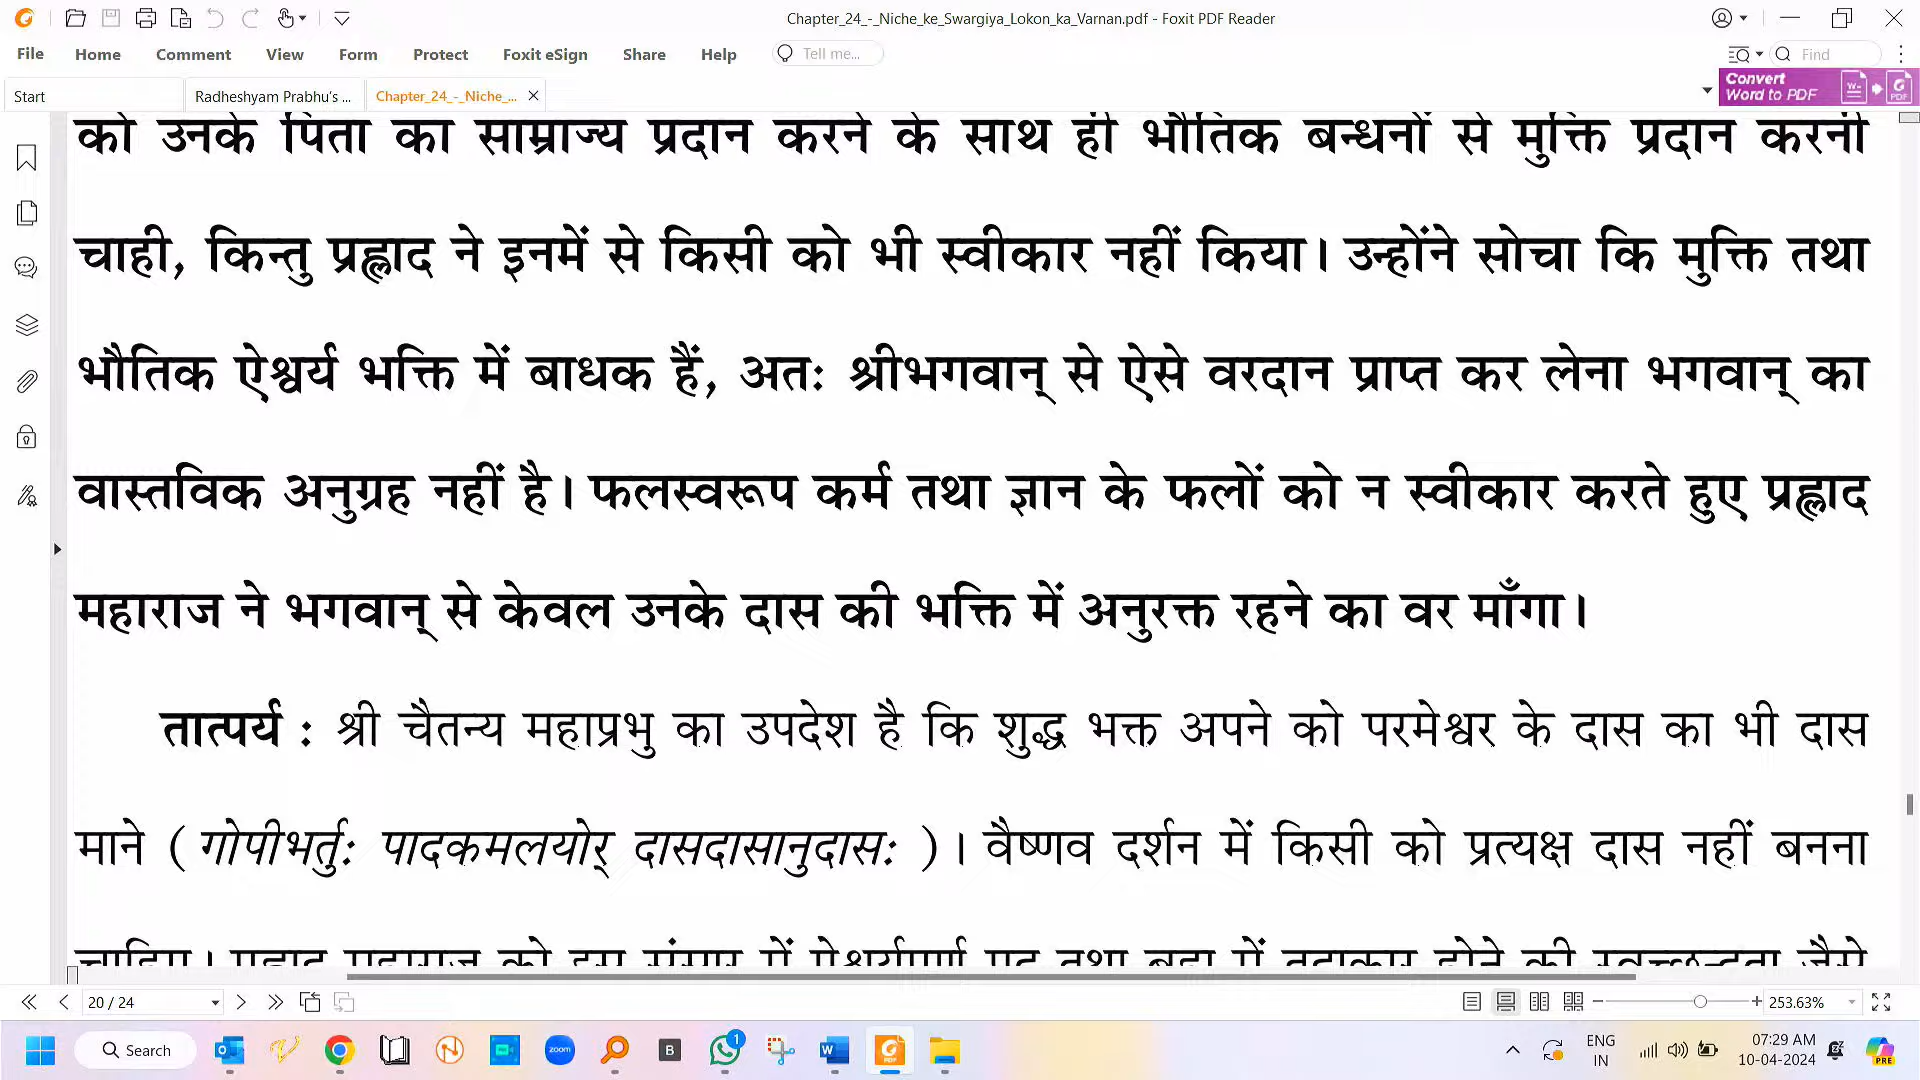 Chapter_24_-_Niche_ke_Swargiya_Lokon_ka_Varnan.pdf - Foxit PDF Reader
File Home Comment View Form Protect Foxit eSign Share Help Tell me... Find
Start Radheshyam Prabhu's ... Chapter_24_-_Niche_...
Convert
Word to PDF
को उनके पिता का साम्राज्य प्रदान करने के साथ ही भौतिक बन्धनों से मुक्ति प्रदान करनी
चाही, किन्तु प्रह्लाद ने इनमें से किसी को भी स्वीकार नहीं किया। उन्होंने सोचा कि मुक्ति तथा
भौतिक ऐश्वर्य भक्ति में बाधक हैं, अतः श्रीभगवान् से ऐसे वरदान प्राप्त कर लेना भगवान् का
वास्तविक अनुग्रह नहीं है। फलस्वरूप कर्म तथा ज्ञान के फलों को न स्वीकार करते हुए प्रह्लाद
महाराज ने भगवान् से केवल उनके दास की भक्ति में अनुरक्त रहने का वर माँगा।
तात्पर्य : श्री चैतन्य महाप्रभु का उपदेश है कि शुद्ध भक्त अपने को परमेश्वर के दास का भी दास
माने (गोपीभर्तुः पादकमलयोर् दासदासानुदासः)। वैष्णव दर्शन में किसी को प्रत्यक्ष दास नहीं बनना
20 / 24
253.63%
Search
zoom
B
1
ENG
IN
07:29 AM
10-04-2024
PRE